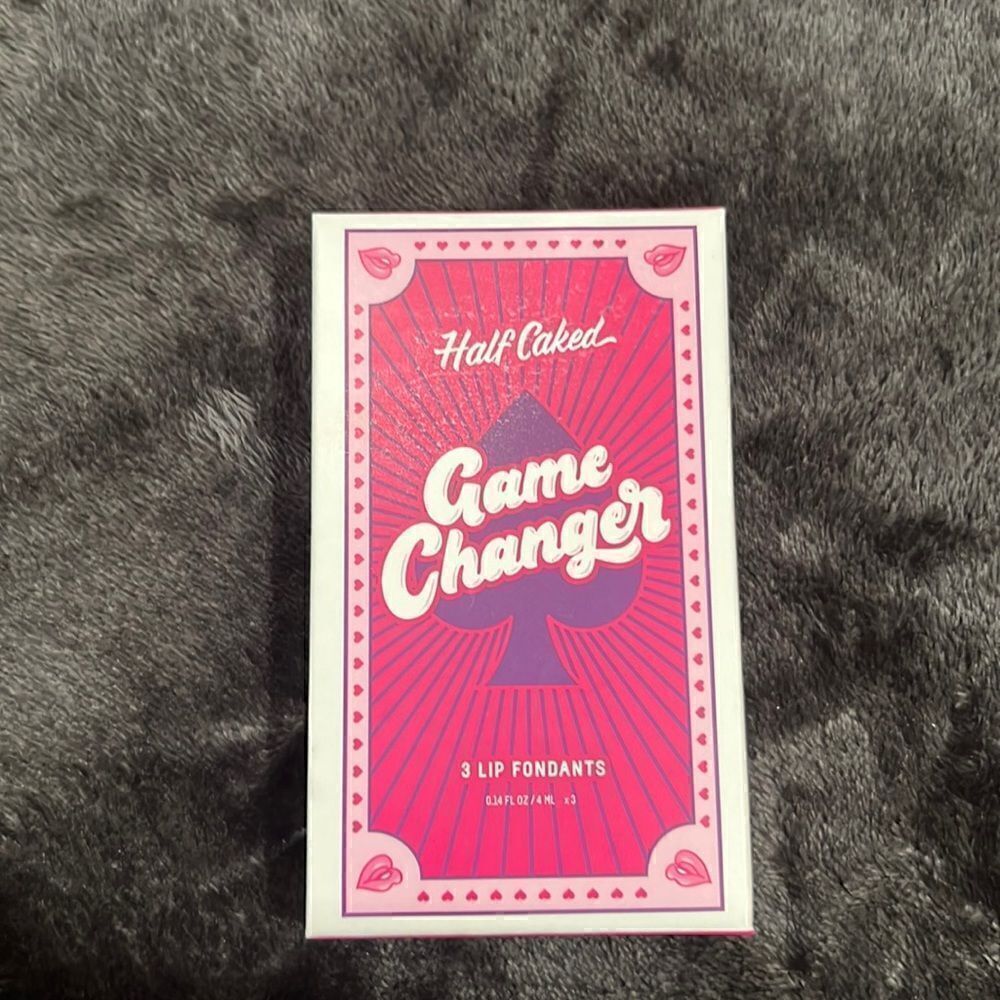 Half Caked
Game
Changer
3 LIP FONDANTS
0.14 FL OZ / 4 ML x3